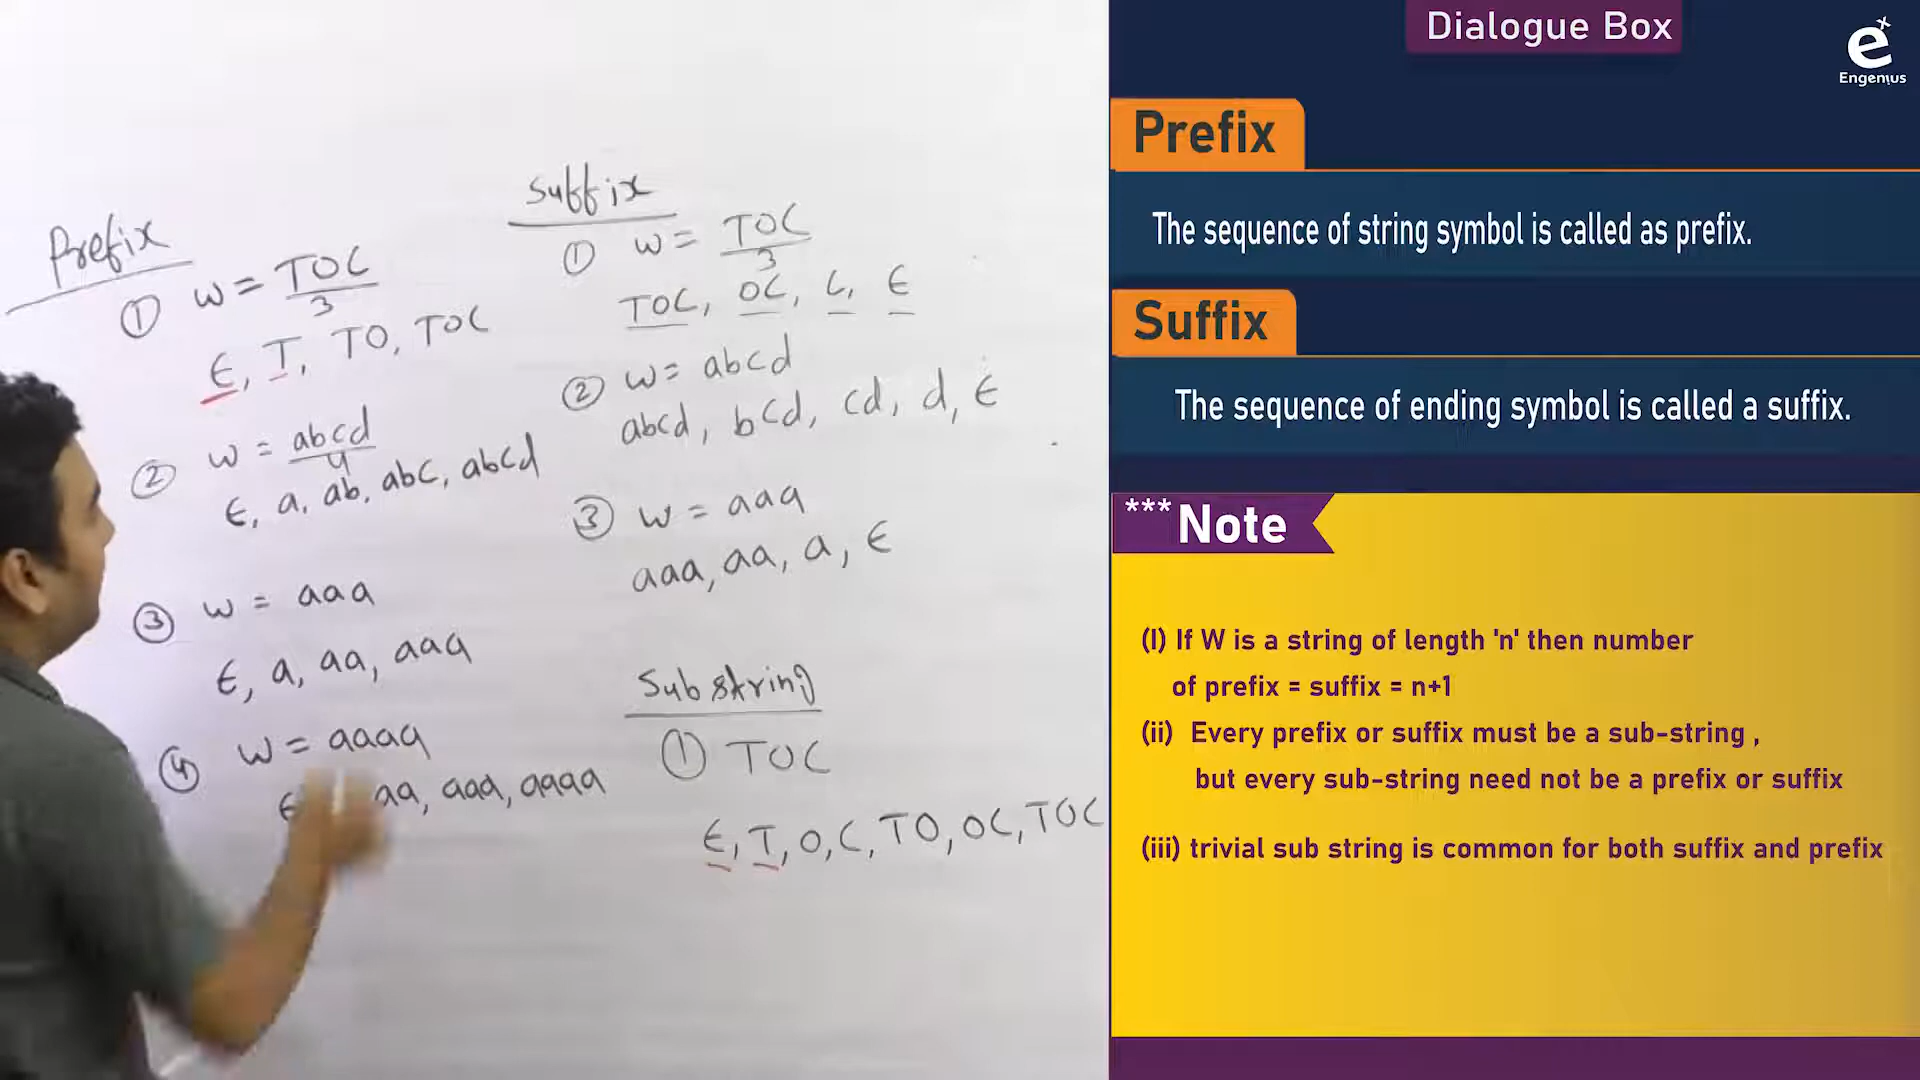 Prefix
① w = TOC
3
ϵ, T, TO, TOC
② w = abcd
4
ϵ, a, ab, abc, abcd
③ w = aaa
ϵ, a, aa, aaa
④ w = aaaa
ϵ aa, aaa, aaaa
Suffix
① w = TOC
3
TOC, OC, C, ϵ
② w = abcd
abcd, bcd, cd, d, ϵ
③ w = aaa
aaa, aa, a, ϵ
Substring
① TOC
ϵ, T, O, C, TO, OC, TOC
Dialogue Box
ex
Engenius
Prefix
The sequence of string symbol is called as prefix.
Suffix
The sequence of ending symbol is called a suffix.
***Note
(I) If W is a string of length 'n' then number
of prefix = suffix = n+1
(ii) Every prefix or suffix must be a sub-string ,
but every sub-string need not be a prefix or suffix
(iii) trivial sub string is common for both suffix and prefix